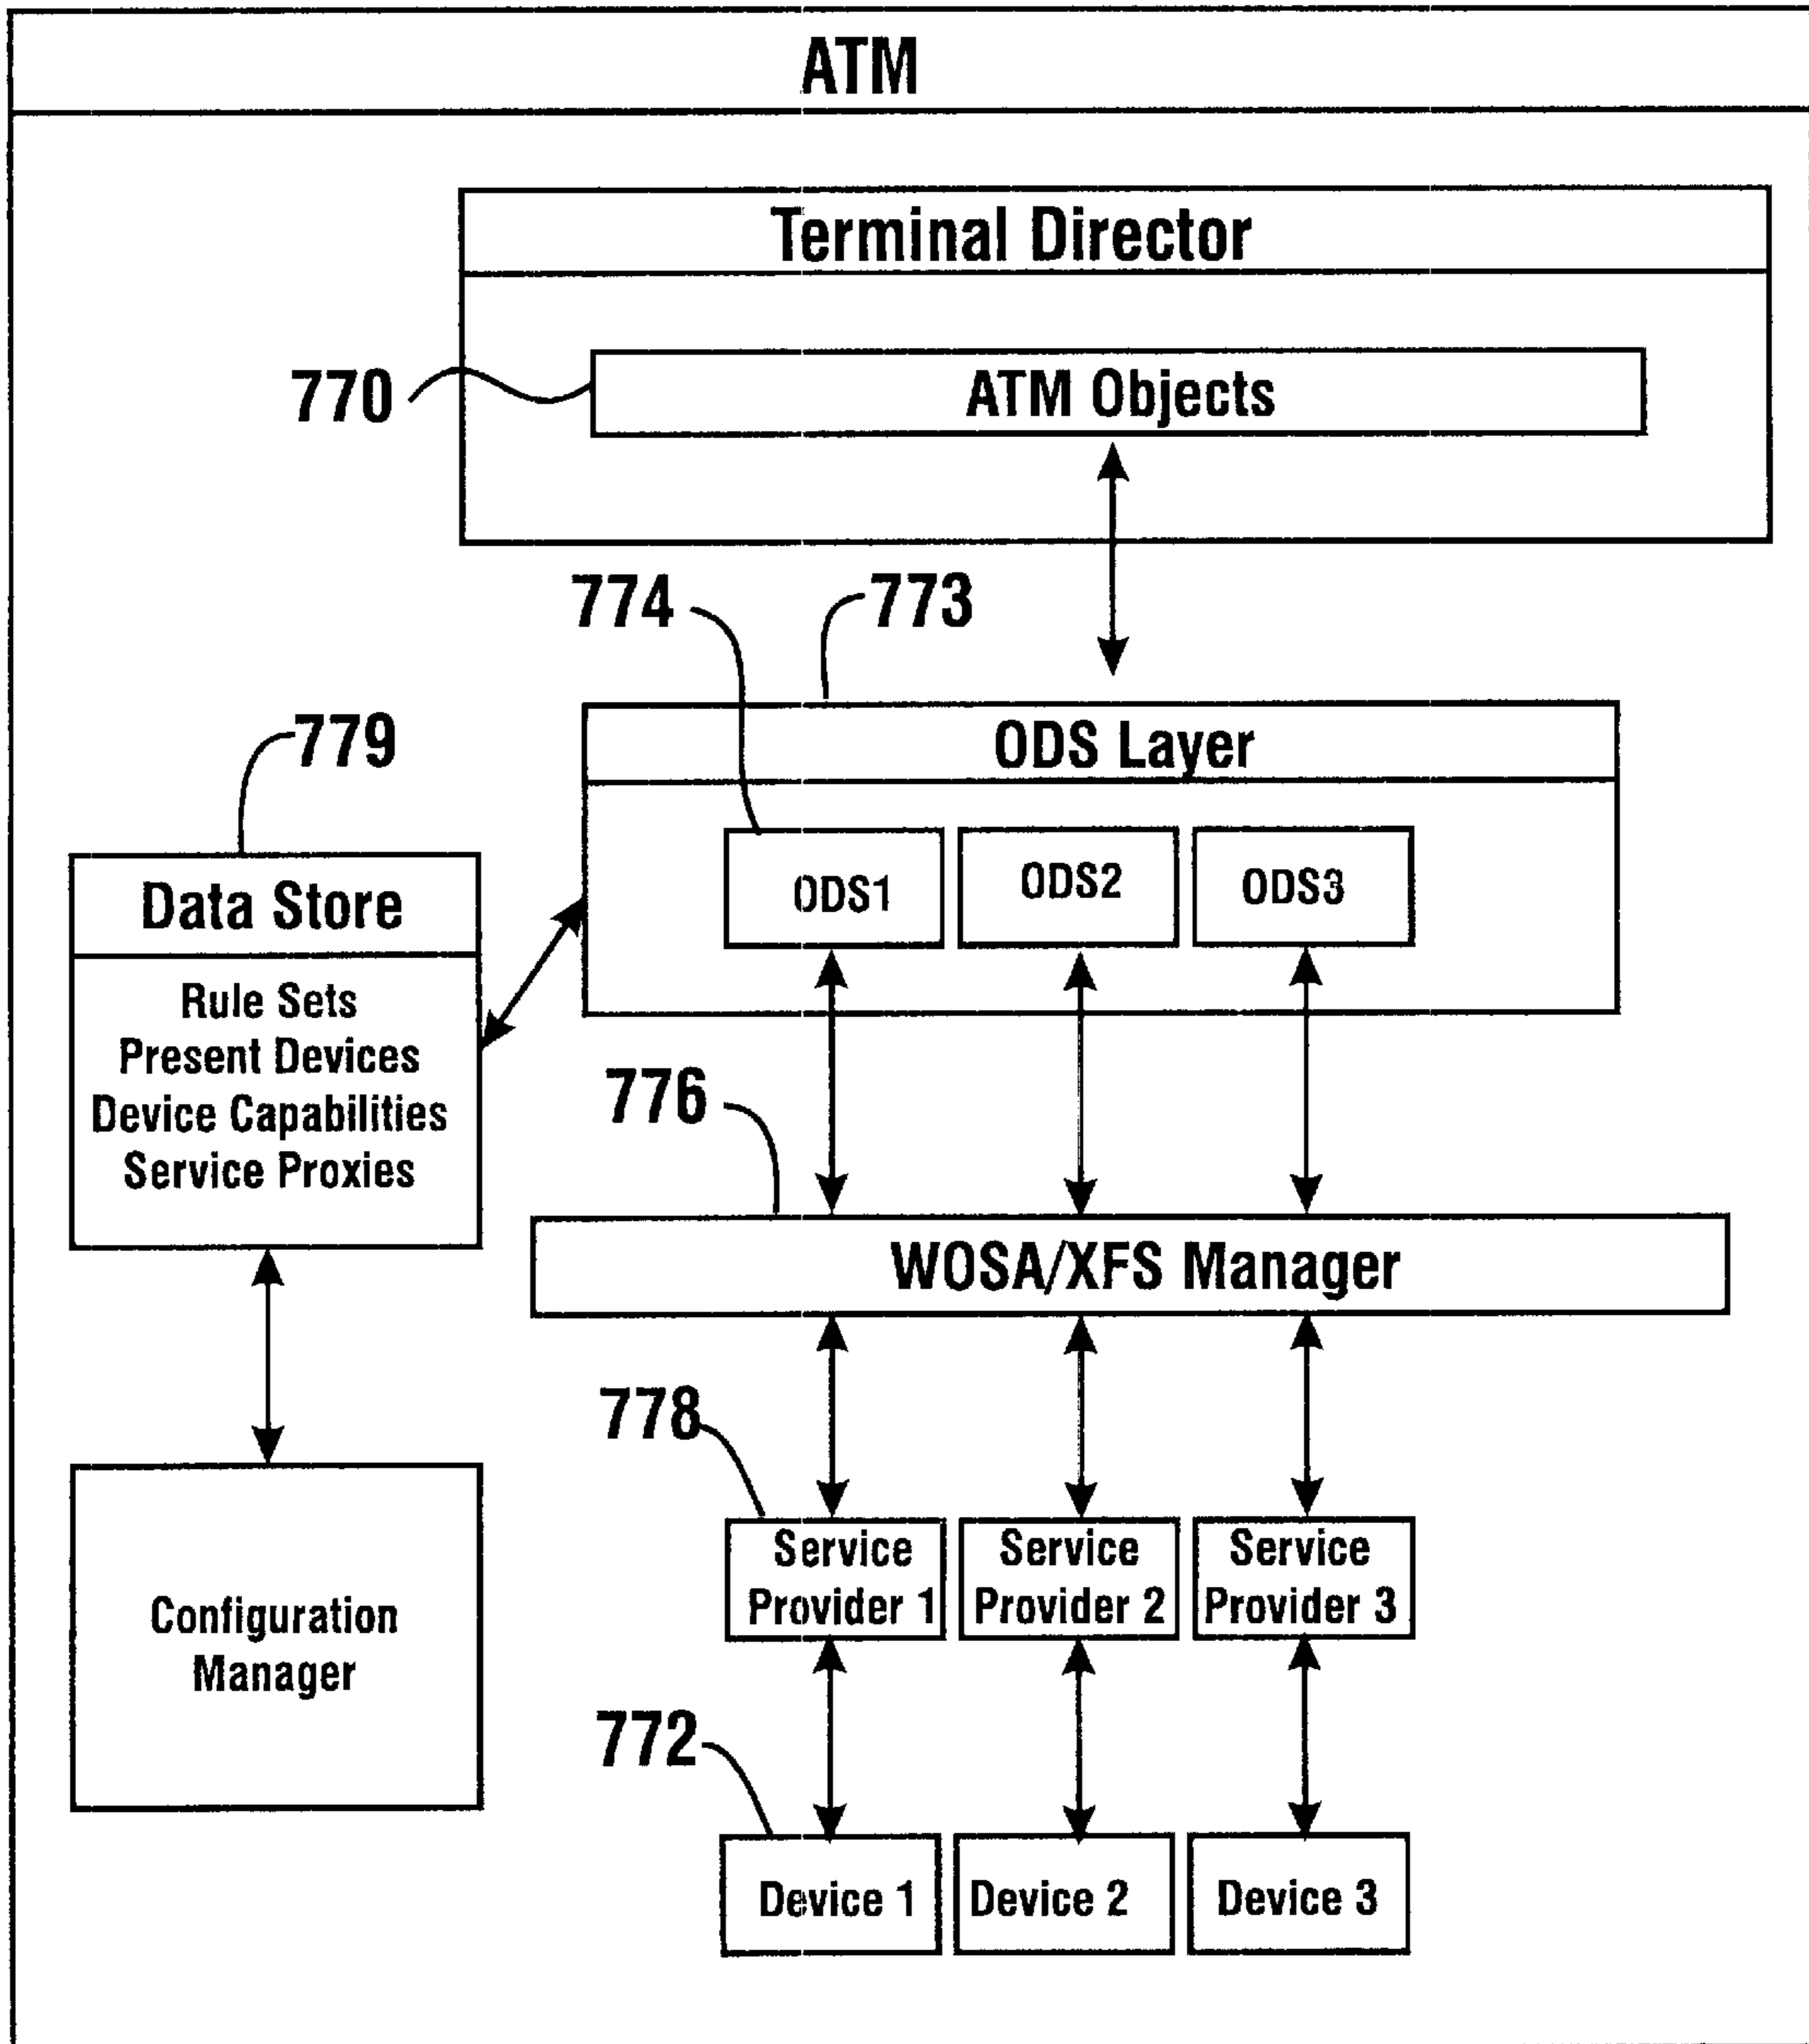 ATM
Terminal Director
770
ATM Objects
774
773
779
ODS Layer
Data Store
ODS1
ODS2
ODS3
Rule Sets
Present Devices
Device Capabilities
Service Proxies
776
WOSA/XFS Manager
778
Service
Provider 1
Service
Provider 2
Service
Provider 3
Configuration
Manager
772
Device 1
Device 2
Device 3